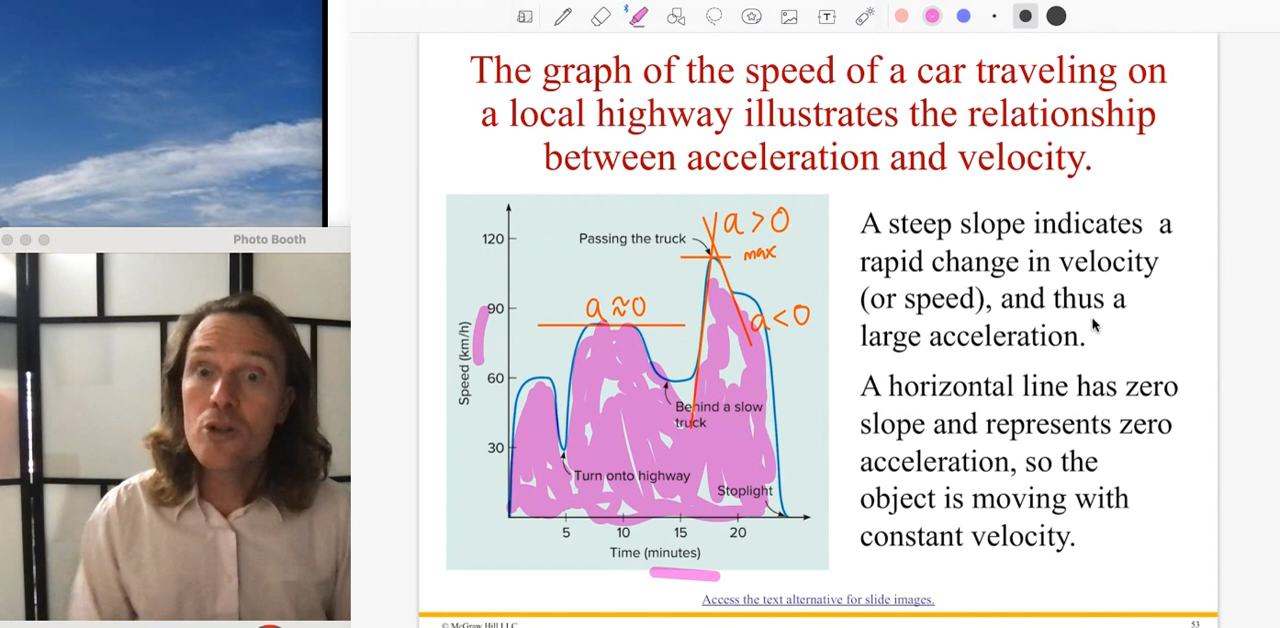 Photo Booth
The graph of the speed of a car traveling on
a local highway illustrates the relationship
between acceleration and velocity.
120
90
60
30
Speed (km/h)
Passing the truck
a > 0
max
a ≈ 0
a < 0
Behind a slow
truck
Turn onto highway
Stoplight
5 10 15 20
Time (minutes)
A steep slope indicates a
rapid change in velocity
(or speed), and thus a
large acceleration.
A horizontal line has zero
slope and represents zero
acceleration, so the
object is moving with
constant velocity.
Access the text alternative for slide images.
© McGraw Hill LLC
53